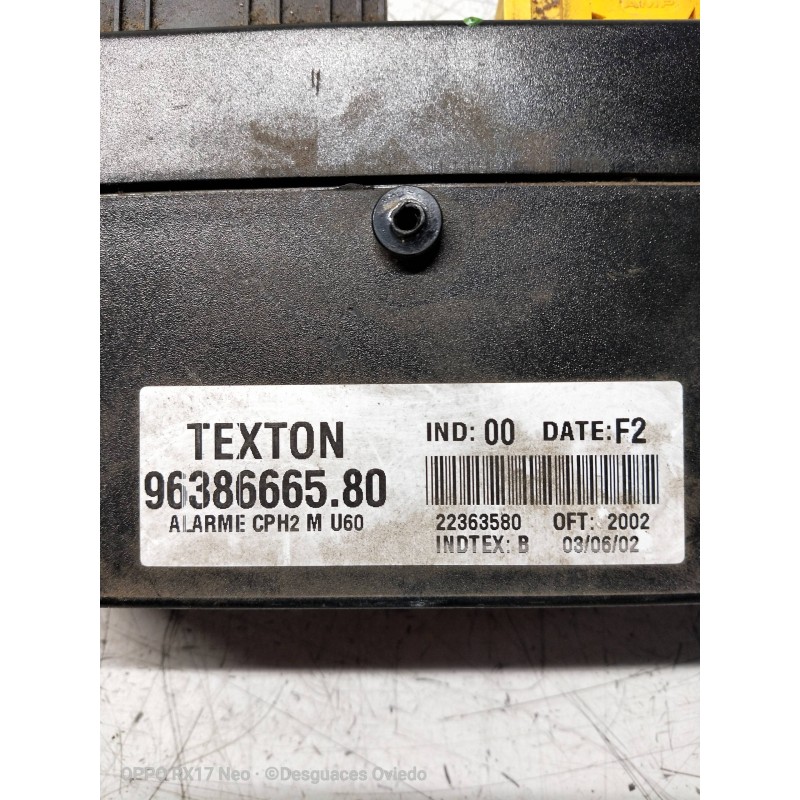 AMP
TEXTON
96386665.80
ALARME CPH2 M U60
IND: 00 DATE: F2
22363580 OFT: 2002
INDTEX: B 03/06/02
OPPO RX17 Neo · ©Desguaces Oviedo